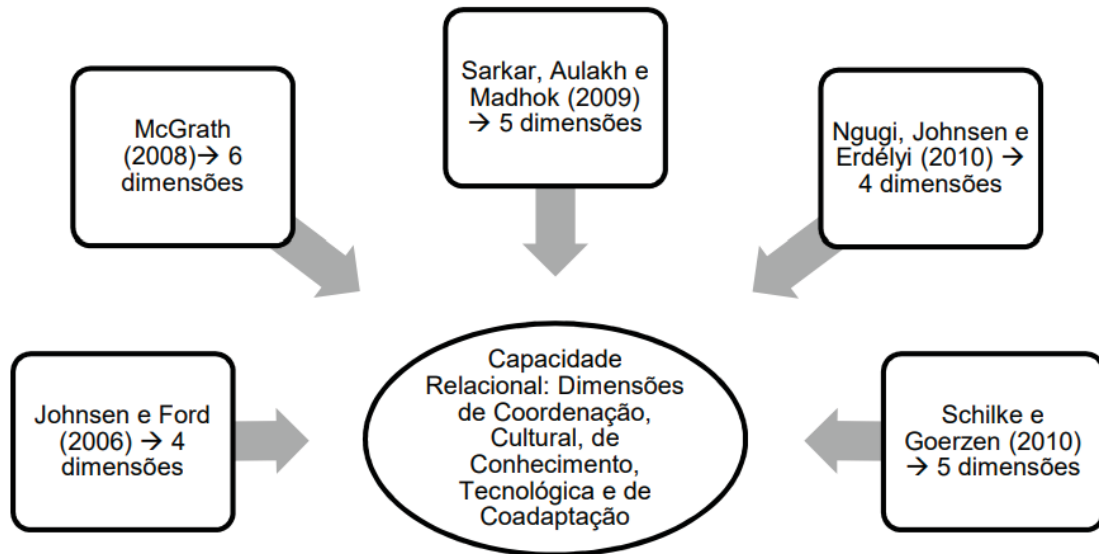 McGrath
(2008)→ 6
dimensões
Sarkar, Aulakh e
Madhok (2009)
→ 5 dimensões
Ngugi, Johnsen e
Erdélyi (2010) →
4 dimensões
Johnsen e Ford
(2006) → 4
dimensões
Capacidade
Relacional: Dimensões
de Coordenação,
Cultural, de
Conhecimento,
Tecnológica e de
Coadaptação
Schilke e
Goerzen (2010)
→ 5 dimensões